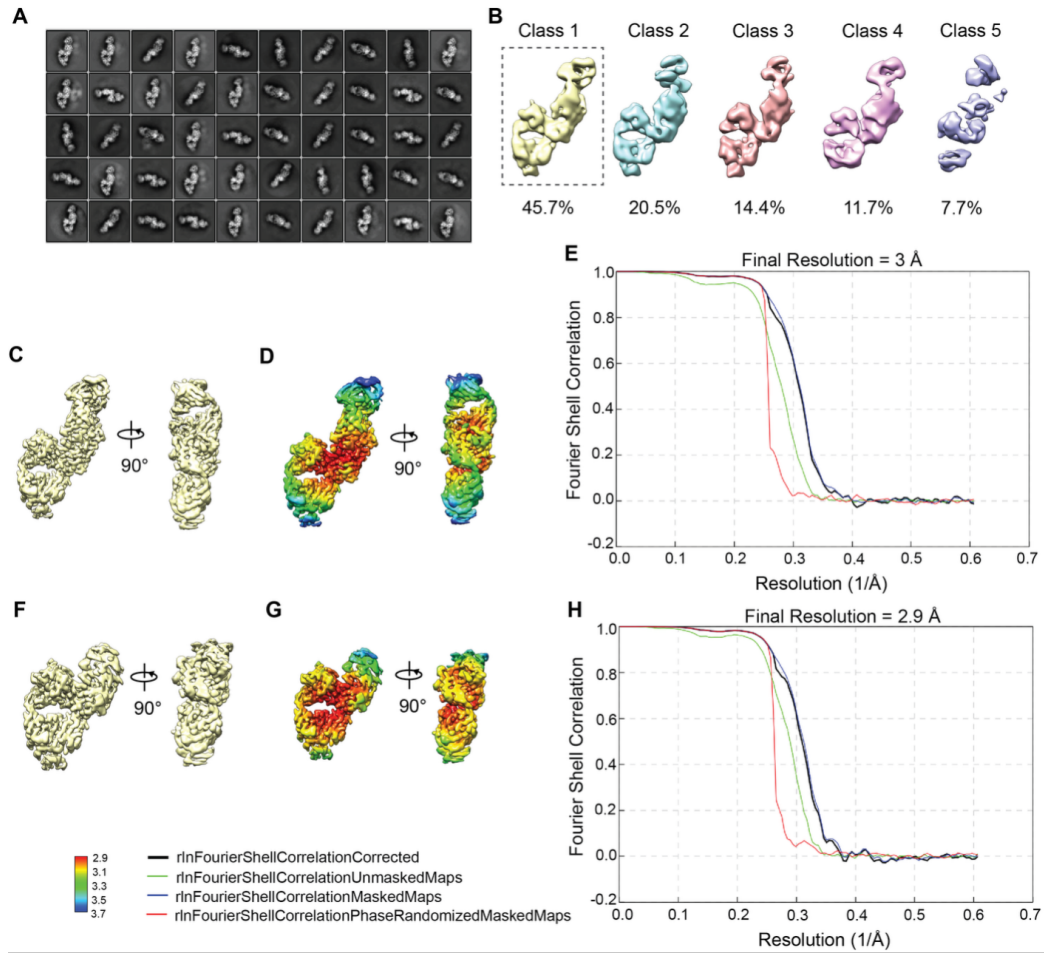 A
B
Class 1
Class 2
Class 3
Class 4
Class 5
45.7%
20.5%
14.4%
11.7%
7.7%
C
90°
D
90°
E
Final Resolution = 3 Å
Fourier Shell Correlation
1.0
0.8
0.6
0.4
0.2
0.0
-0.2
0.0
0.1
0.2
0.3
0.4
0.5
0.6
0.7
Resolution (1/Å)
F
90°
G
90°
H
Final Resolution = 2.9 Å
Fourier Shell Correlation
1.0
0.8
0.6
0.4
0.2
0.0
-0.2
0.0
0.1
0.2
0.3
0.4
0.5
0.6
0.7
Resolution (1/Å)
2.9
3.1
3.3
3.5
3.7
rlnFourierShellCorrelationCorrected
rlnFourierShellCorrelationUnmaskedMaps
rlnFourierShellCorrelationMaskedMaps
rlnFourierShellCorrelationPhaseRandomizedMaskedMaps